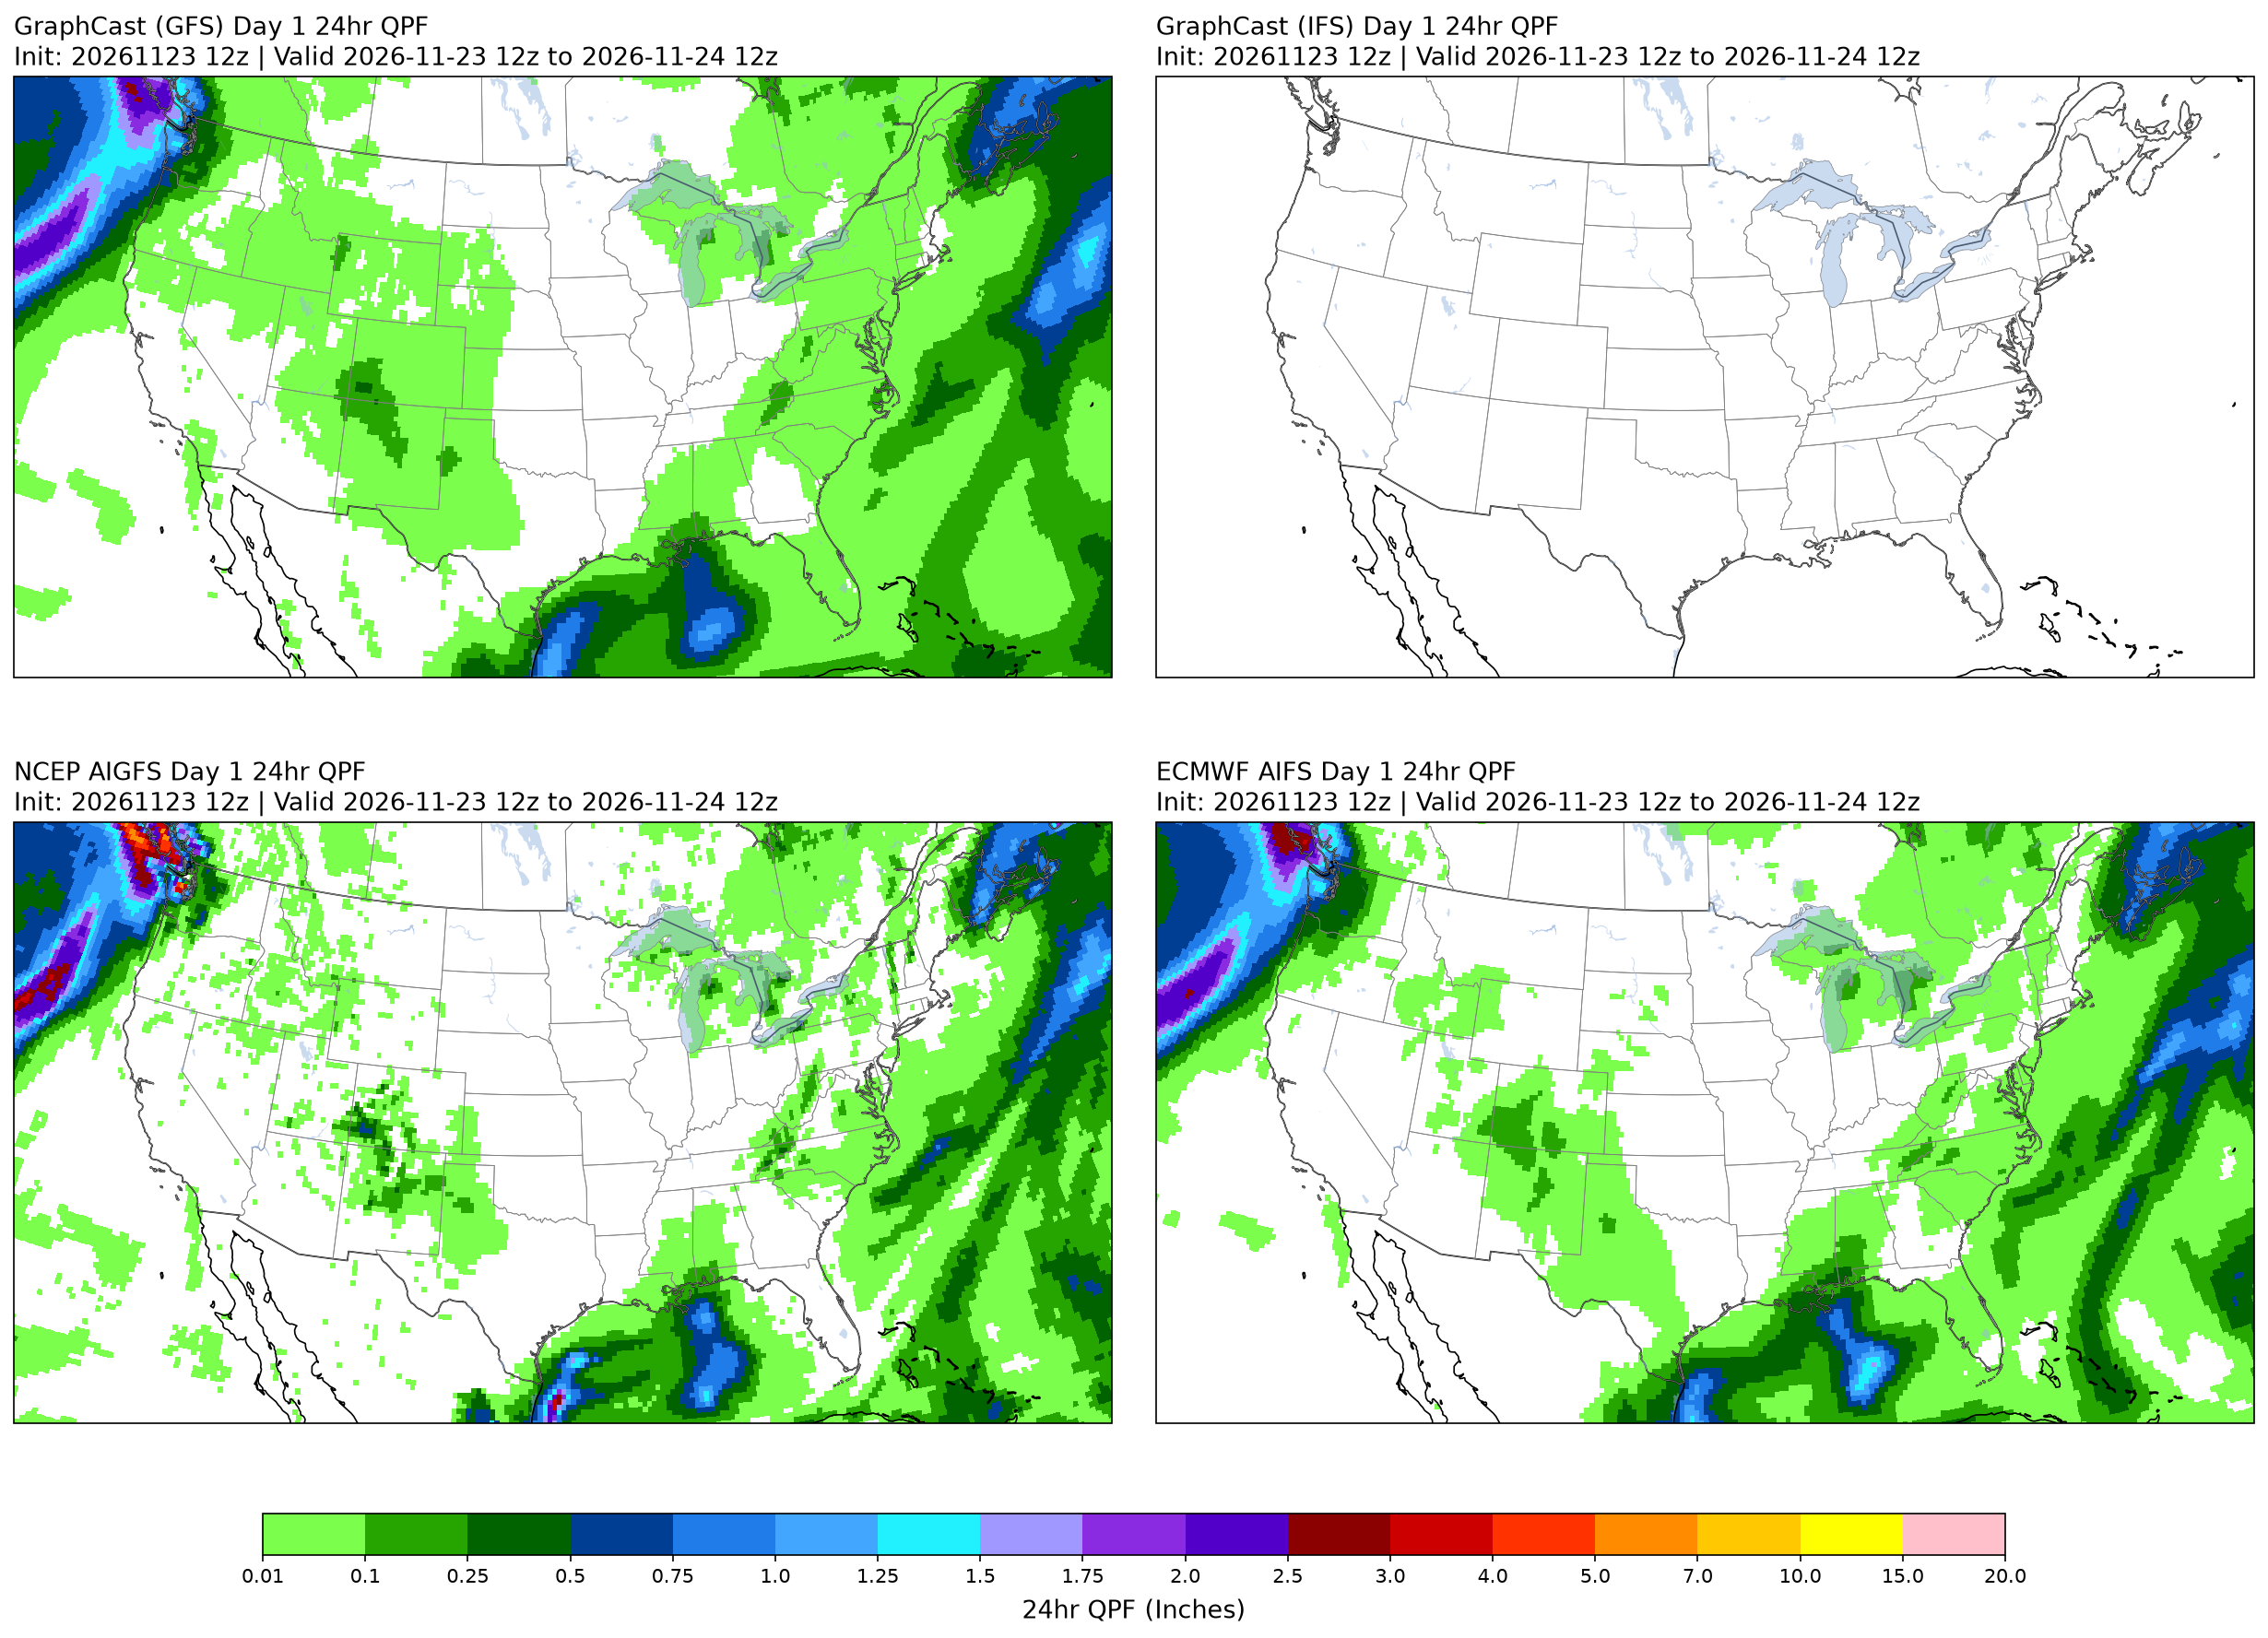 GraphCast (GFS) Day 1 24hr QPF
Init: 20261123 12z | Valid 2026-11-23 12z to 2026-11-24 12z
GraphCast (IFS) Day 1 24hr QPF
Init: 20261123 12z | Valid 2026-11-23 12z to 2026-11-24 12z
NCEP AIGFS Day 1 24hr QPF
Init: 20261123 12z | Valid 2026-11-23 12z to 2026-11-24 12z
ECMWF AIFS Day 1 24hr QPF
Init: 20261123 12z | Valid 2026-11-23 12z to 2026-11-24 12z
0.01 0.1 0.25 0.5 0.75 1.0 1.25 1.5 1.75 2.0 2.5 3.0 4.0 5.0 7.0 10.0 15.0 20.0
24hr QPF (Inches)